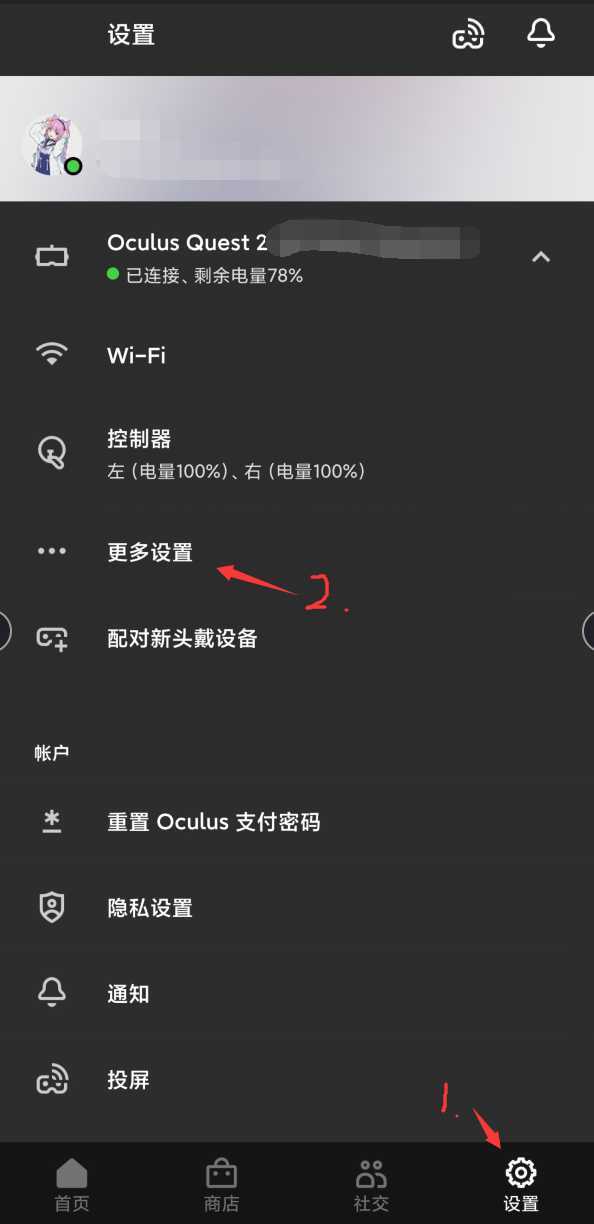 设置
Oculus Quest 2
已连接、剩余电量78%
Wi-Fi
控制器
左（电量100%）、右（电量100%）
更多设置
2.
配对新头戴设备
帐户
重置 Oculus 支付密码
隐私设置
通知
投屏
1.
首页
商店
社交
设置